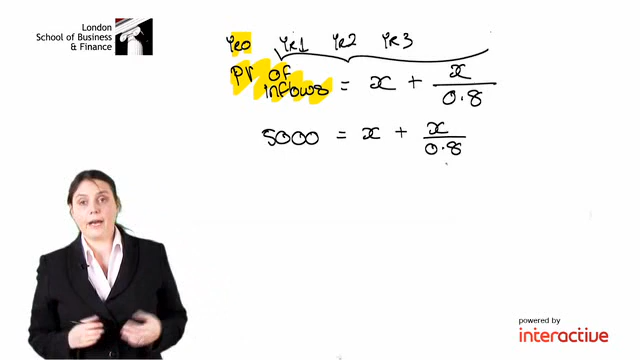 London
School of Business
& Finance
Yr0 Yr1 Yr2 Yr3
PV of
inflows = x + x/0.8
5000 = x + x/0.8
powered by
interactive